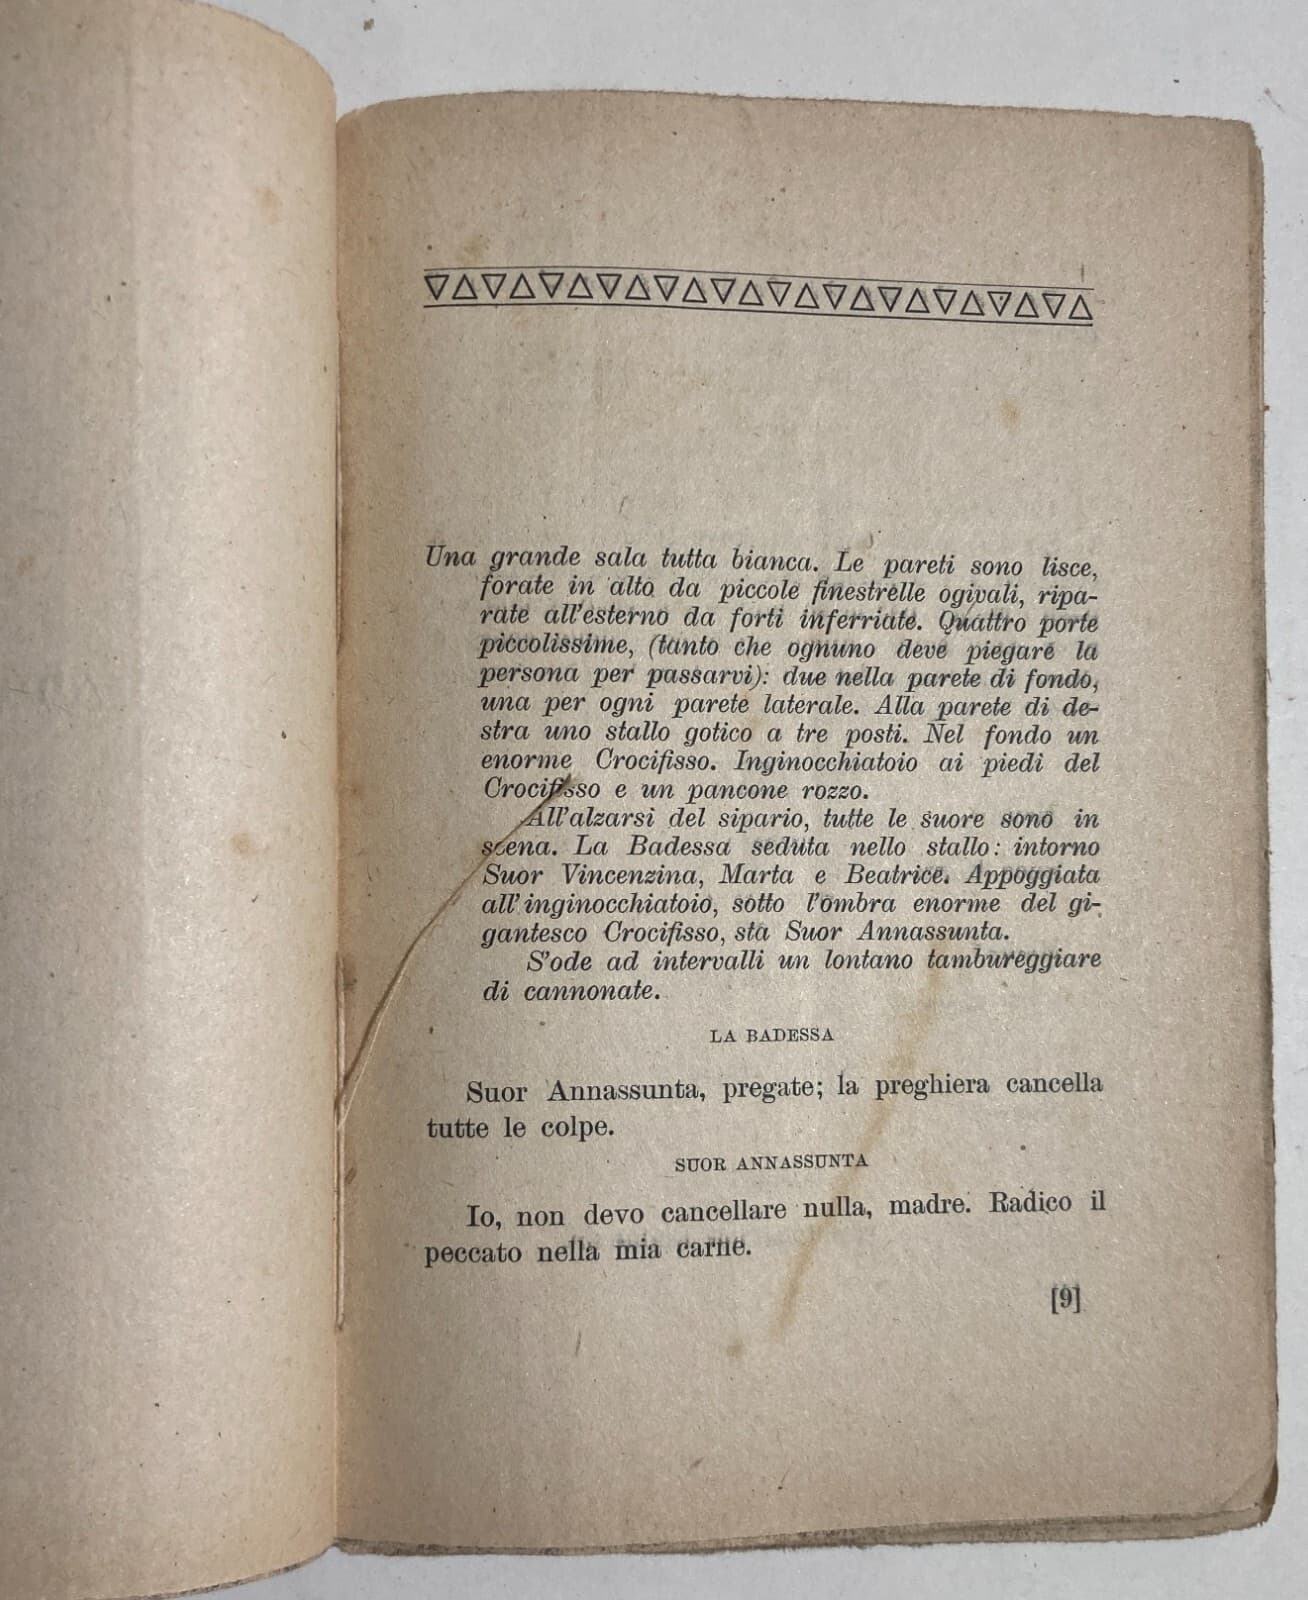 Una grande sala tutta bianca. Le pareti sono lisce,
forate in alto da piccole finestrelle ogivali, ripa-
rate all'esterno da forti inferriate. Quattro porte
piccolissime, (tanto che ognuno deve piegare la
persona per passarvi): due nella parete di fondo,
una per ogni parete laterale. Alla parete di de-
stra uno stallo gotico a tre posti. Nel fondo un
enorme Crocifisso. Inginocchiatoio ai piedi del
Crocifisso e un pancone rozzo.
All'alzarsi del sipario, tutte le suore sono in
scena. La Badessa seduta nello stallo: intorno
Suor Vincenzina, Marta e Beatrice. Appoggiata
all'inginocchiatoio, sotto l'ombra enorme del gi-
gantesco Crocifisso, sta Suor Annassunta.
S'ode ad intervalli un lontano tambureggiare
di cannonate.
LA BADESSA
Suor Annassunta, pregate; la preghiera cancella
tutte le colpe.
SUOR ANNASSUNTA
Io, non devo cancellare nulla, madre. Radico il
peccato nella mia carne.
[9]